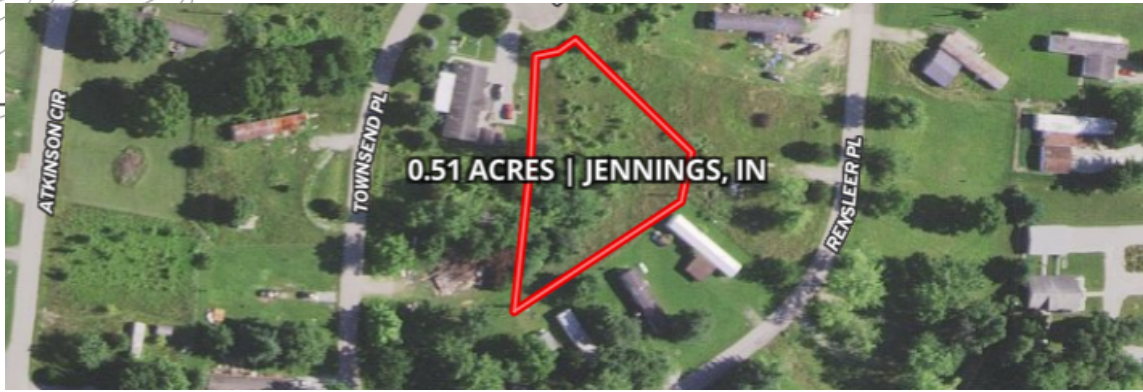 ATKINSON CIR
TOWNSEND PL
0.51 ACRES | JENNINGS, IN
RENSLEER PL